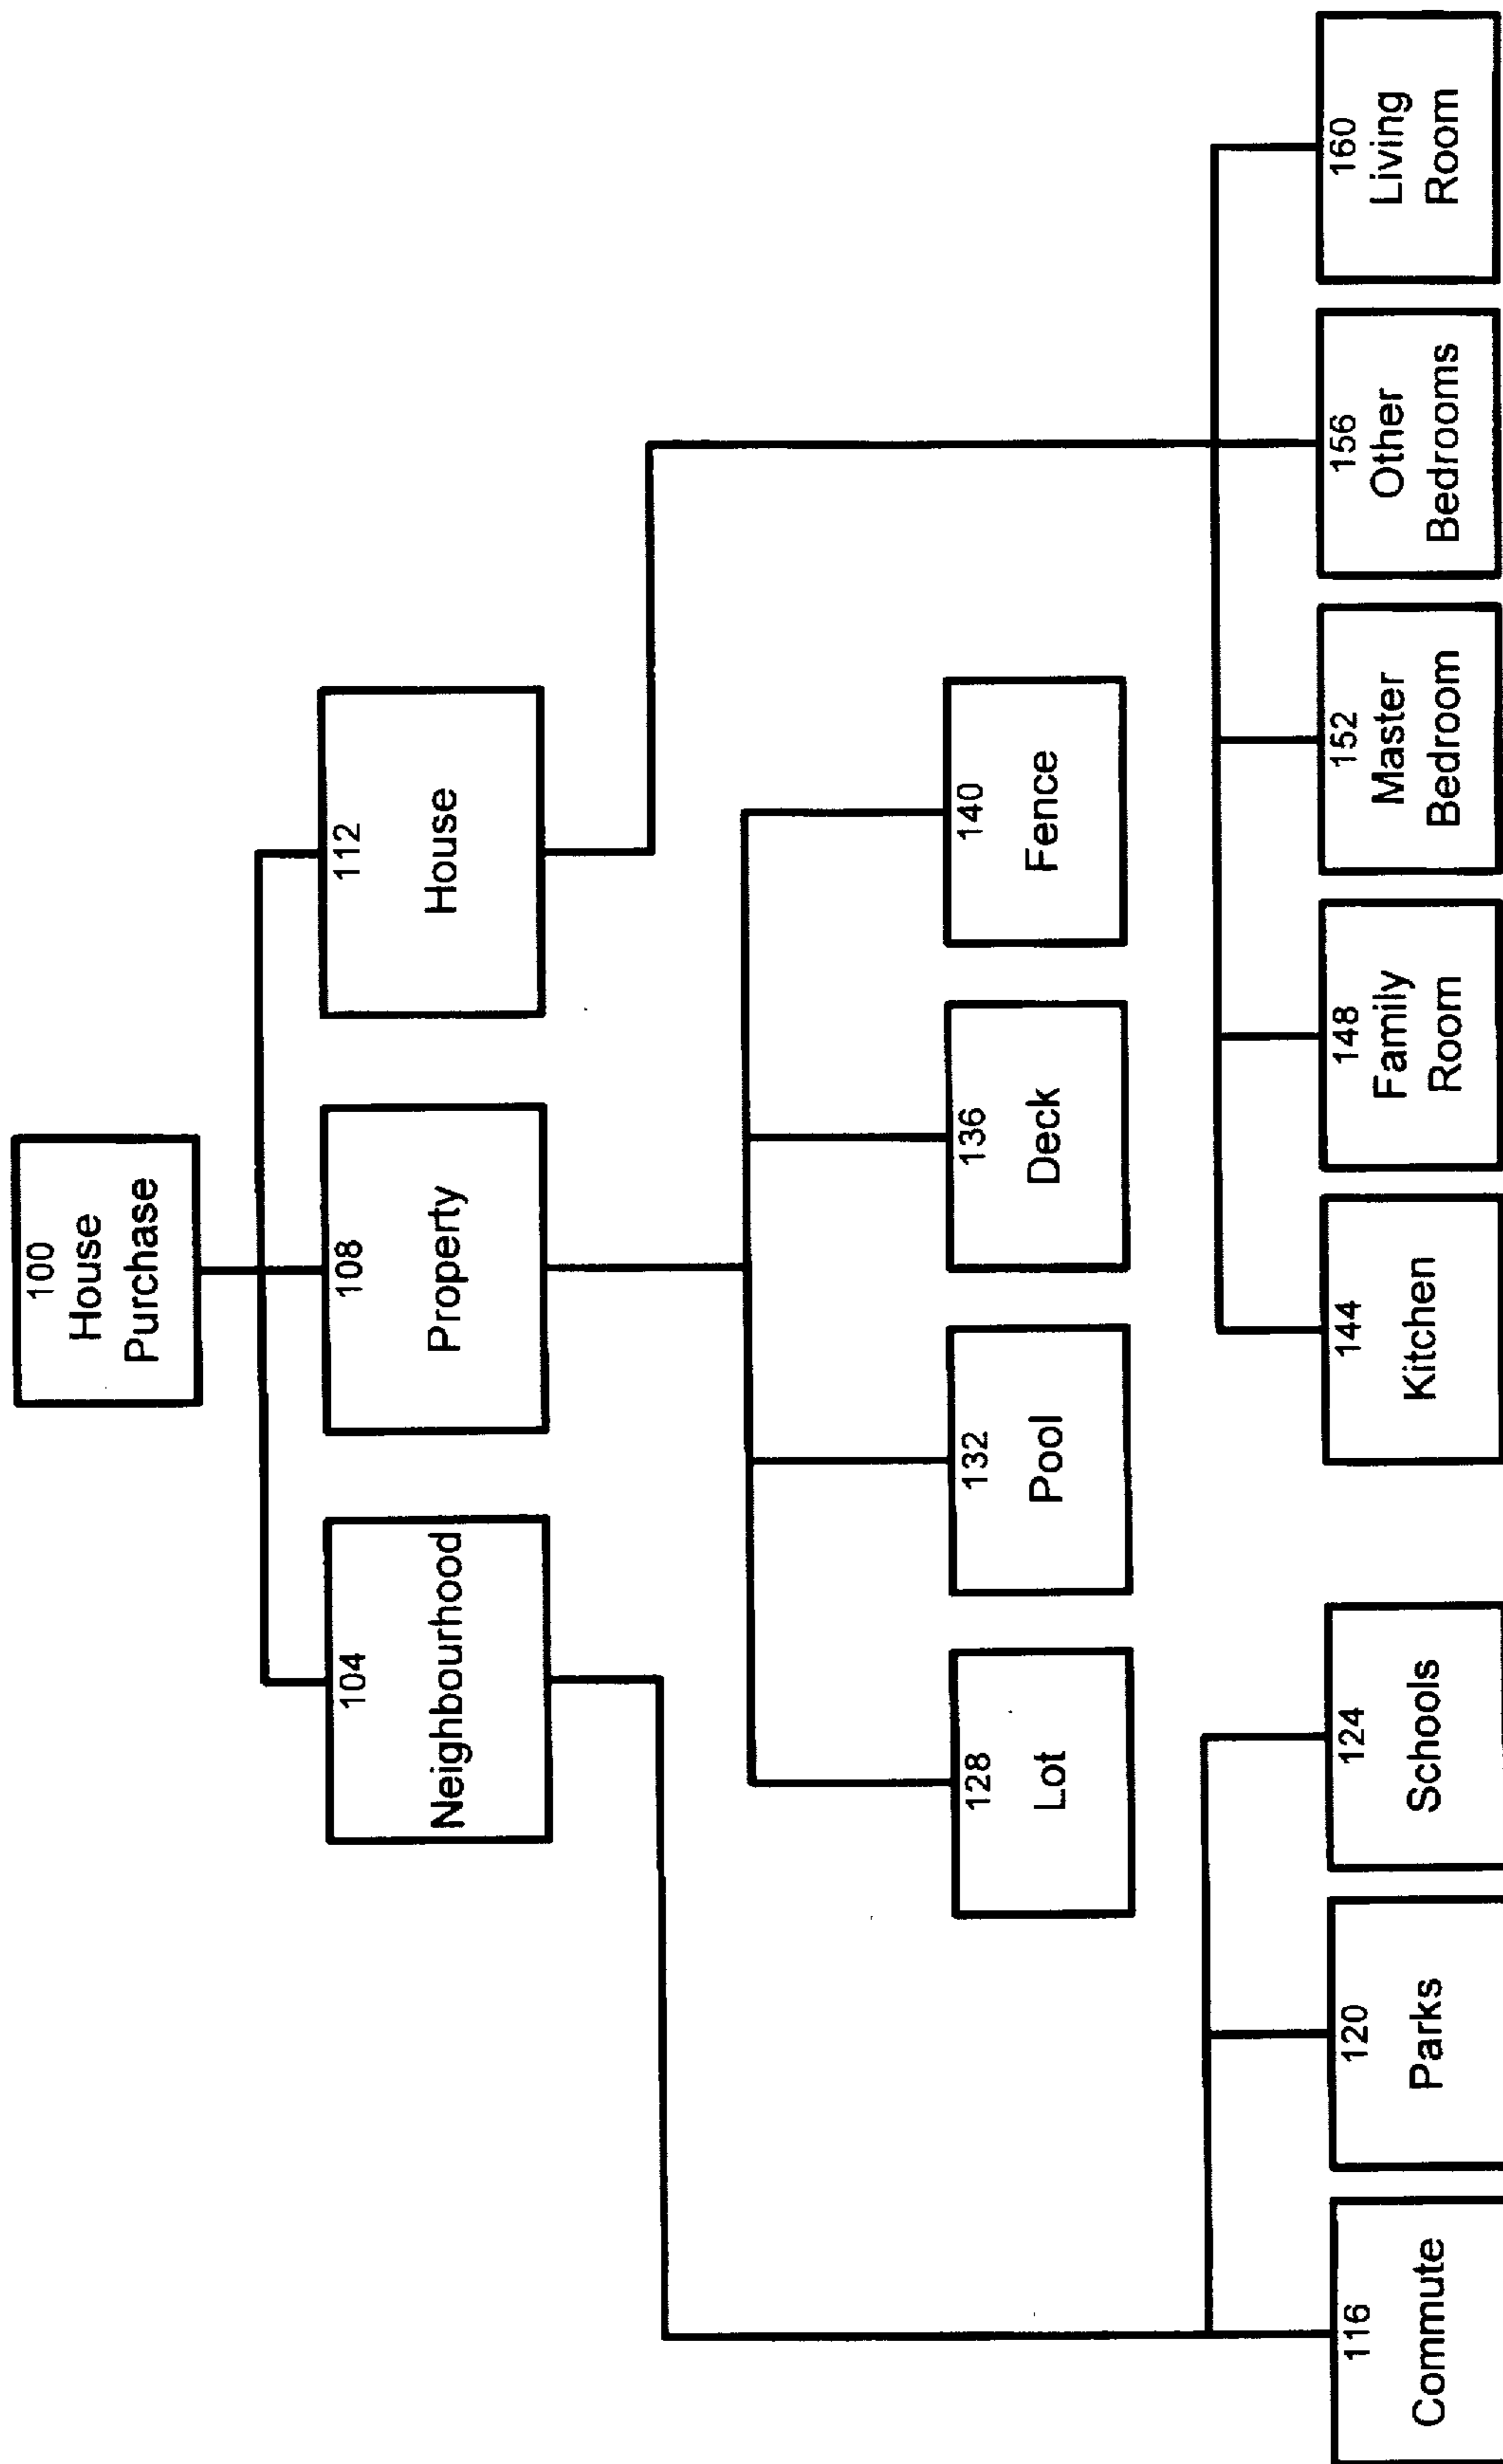 100
House
Purchase
104
Neighbourhood
108
Property
112
House
128
Lot
132
Pool
136
Deck
140
Fence
116
Commute
120
Parks
124
Schools
144
Kitchen
148
Family
Room
152
Master
Bedroom
156
Other
Bedrooms
160
Living
Room